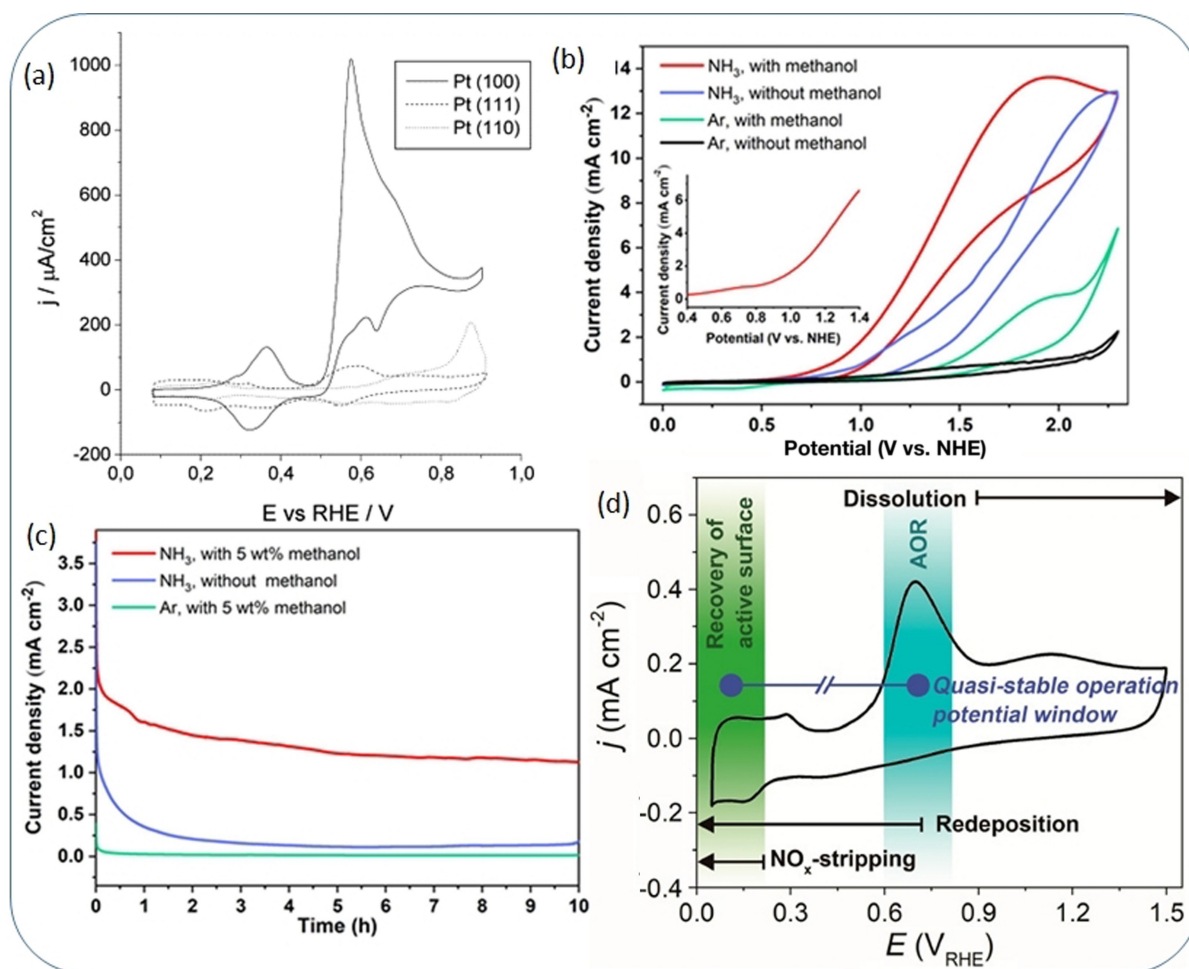 (a)
1000
800
600
400
200
0
-200
j / µA/cm²
Pt (100)
Pt (111)
Pt (110)
0,0 0,2 0,4 0,6 0,8 1,0
E vs RHE / V
(b)
14
12
10
8
6
4
2
0
Current density (mA cm⁻²)
NH₃, with methanol
NH₃, without methanol
Ar, with methanol
Ar, without methanol
Current density (mA cm⁻²)
6
4
2
0
0.4 0.6 0.8 1.0 1.2 1.4
Potential (V vs. NHE)
0.0 0.5 1.0 1.5 2.0
Potential (V vs. NHE)
(c)
3.5
3.0
2.5
2.0
1.5
1.0
0.5
0.0
Current density (mA cm⁻²)
NH₃, with 5 wt% methanol
NH₃, without methanol
Ar, with 5 wt% methanol
0 1 2 3 4 5 6 7 8 9 10
Time (h)
(d)
0.6
0.4
0.2
0.0
-0.2
-0.4
j (mA cm⁻²)
Dissolution
Recovery of
active surface
AOR
Quasi-stable operation
potential window
Redeposition
NOₓ-stripping
0.0 0.3 0.6 0.9 1.2 1.5
E (V_RHE)